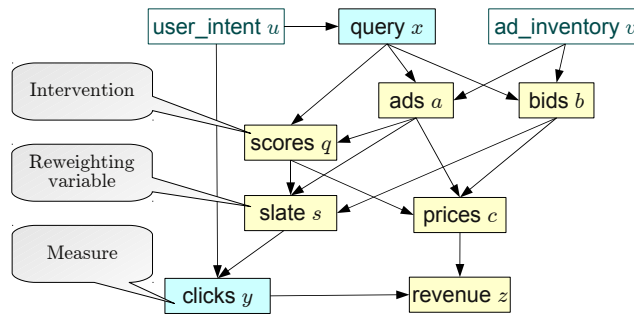 user_intent u
query x
ad_inventory v
Intervention
ads a
bids b
scores q
Reweighting
variable
slate s
prices c
Measure
clicks y
revenue z